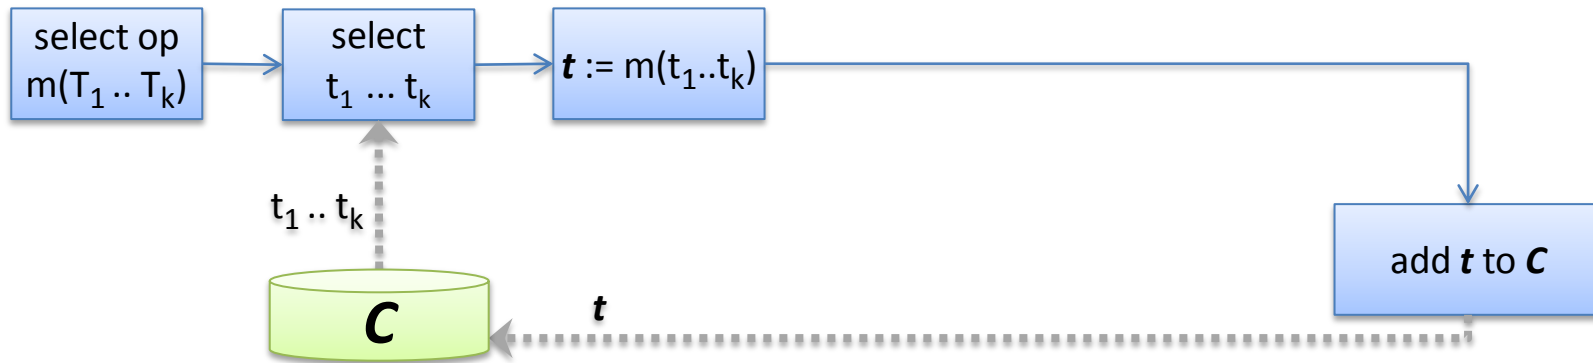 select op
m(T₁ .. Tₖ)
select
t₁ ... tₖ
t := m(t₁..tₖ)
t₁ .. tₖ
add t to C
C
t